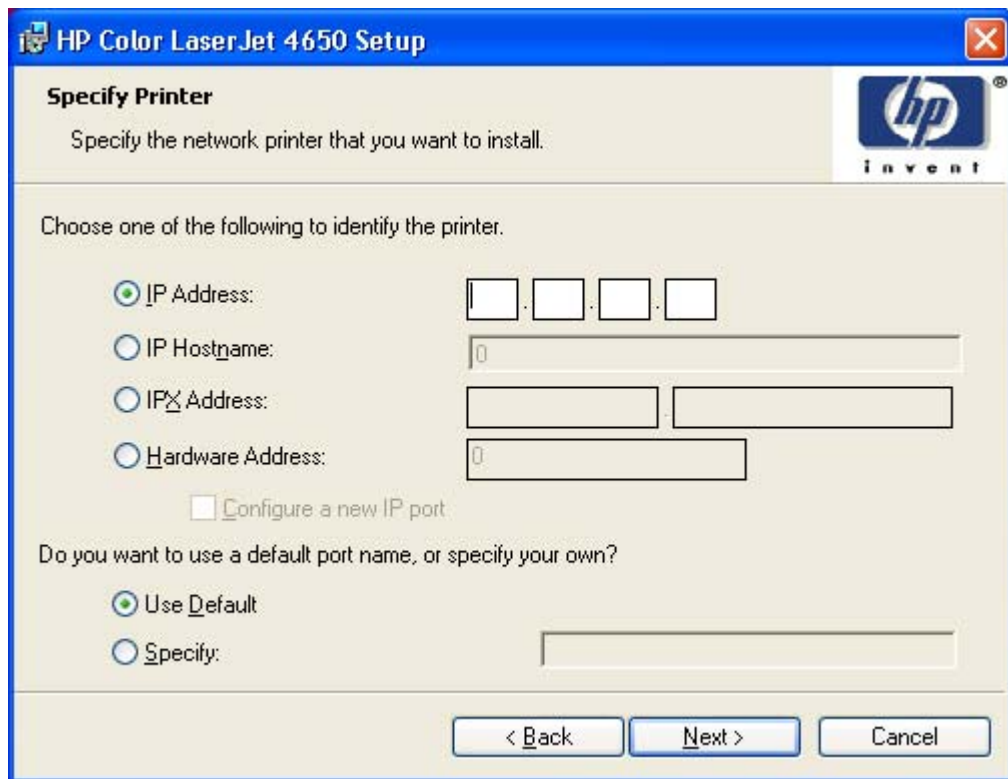 HP Color LaserJet 4650 Setup
Specify Printer
Specify the network printer that you want to install.
hp
®
invent
Choose one of the following to identify the printer.
IP Address: . . .
IP Hostname: 0
IPX Address: .
Hardware Address: 0
Configure a new IP port
Do you want to use a default port name, or specify your own?
Use Default
Specify:
< Back Next > Cancel